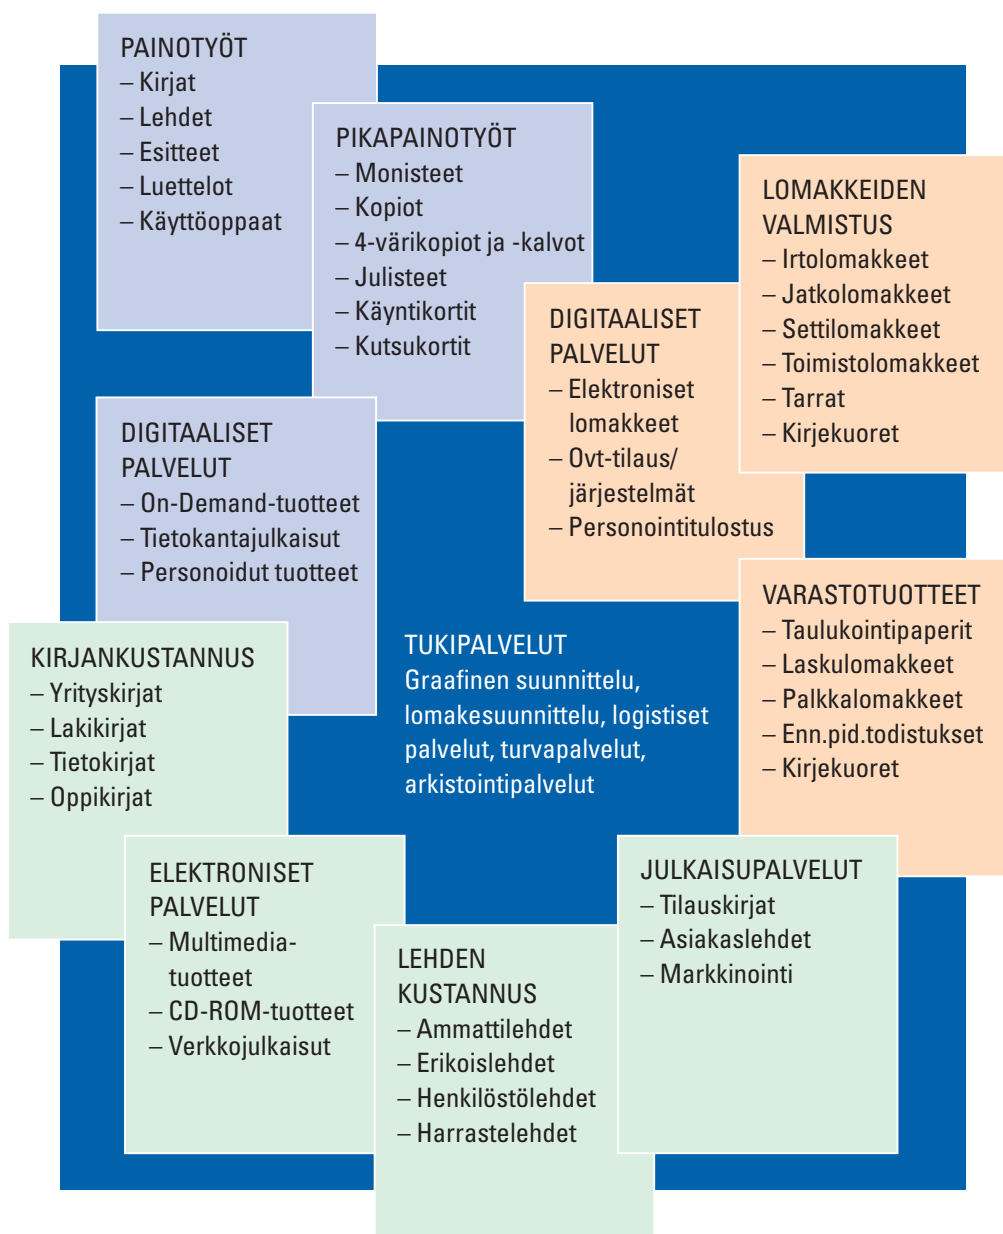 PAINOTYÖT
– Kirjat
– Lehdet
– Esitteet
– Luettelot
– Käyttöoppaat
PIKAPAINOTYÖT
– Monisteet
– Kopiot
– 4-värikopiot ja -kalvot
– Julisteet
– Käyntikortit
– Kutsukortit
LOMAKKEIDEN
VALMISTUS
– Irtolomakkeet
– Jatkolomakkeet
– Settilomakkeet
– Toimistolomakkeet
– Tarrat
– Kirjekuoret
DIGITAALISET
PALVELUT
– Elektroniset
lomakkeet
– Ovt-tilaus/
järjestelmät
– Personointitulostus
DIGITAALISET
PALVELUT
– On-Demand-tuotteet
– Tietokantajulkaisut
– Personoidut tuotteet
VARASTOTUOTTEET
– Taulukointipaperit
– Laskulomakkeet
– Palkkalomakkeet
– Enn.pid.todistukset
– Kirjekuoret
TUKIPALVELUT
Graafinen suunnittelu,
lomakesuunnittelu, logistiset
palvelut, turvapalvelut,
arkistointipalvelut
KIRJANKUSTANNUS
– Yrityskirjat
– Lakikirjat
– Tietokirjat
– Oppikirjat
ELEKTRONISET
PALVELUT
– Multimedia-
tuotteet
– CD-ROM-tuotteet
– Verkkojulkaisut
LEHDEN
KUSTANNUS
– Ammattilehdet
– Erikoislehdet
– Henkilöstölehdet
– Harrastelehdet
JULKAISUPALVELUT
– Tilauskirjat
– Asiakaslehdet
– Markkinointi